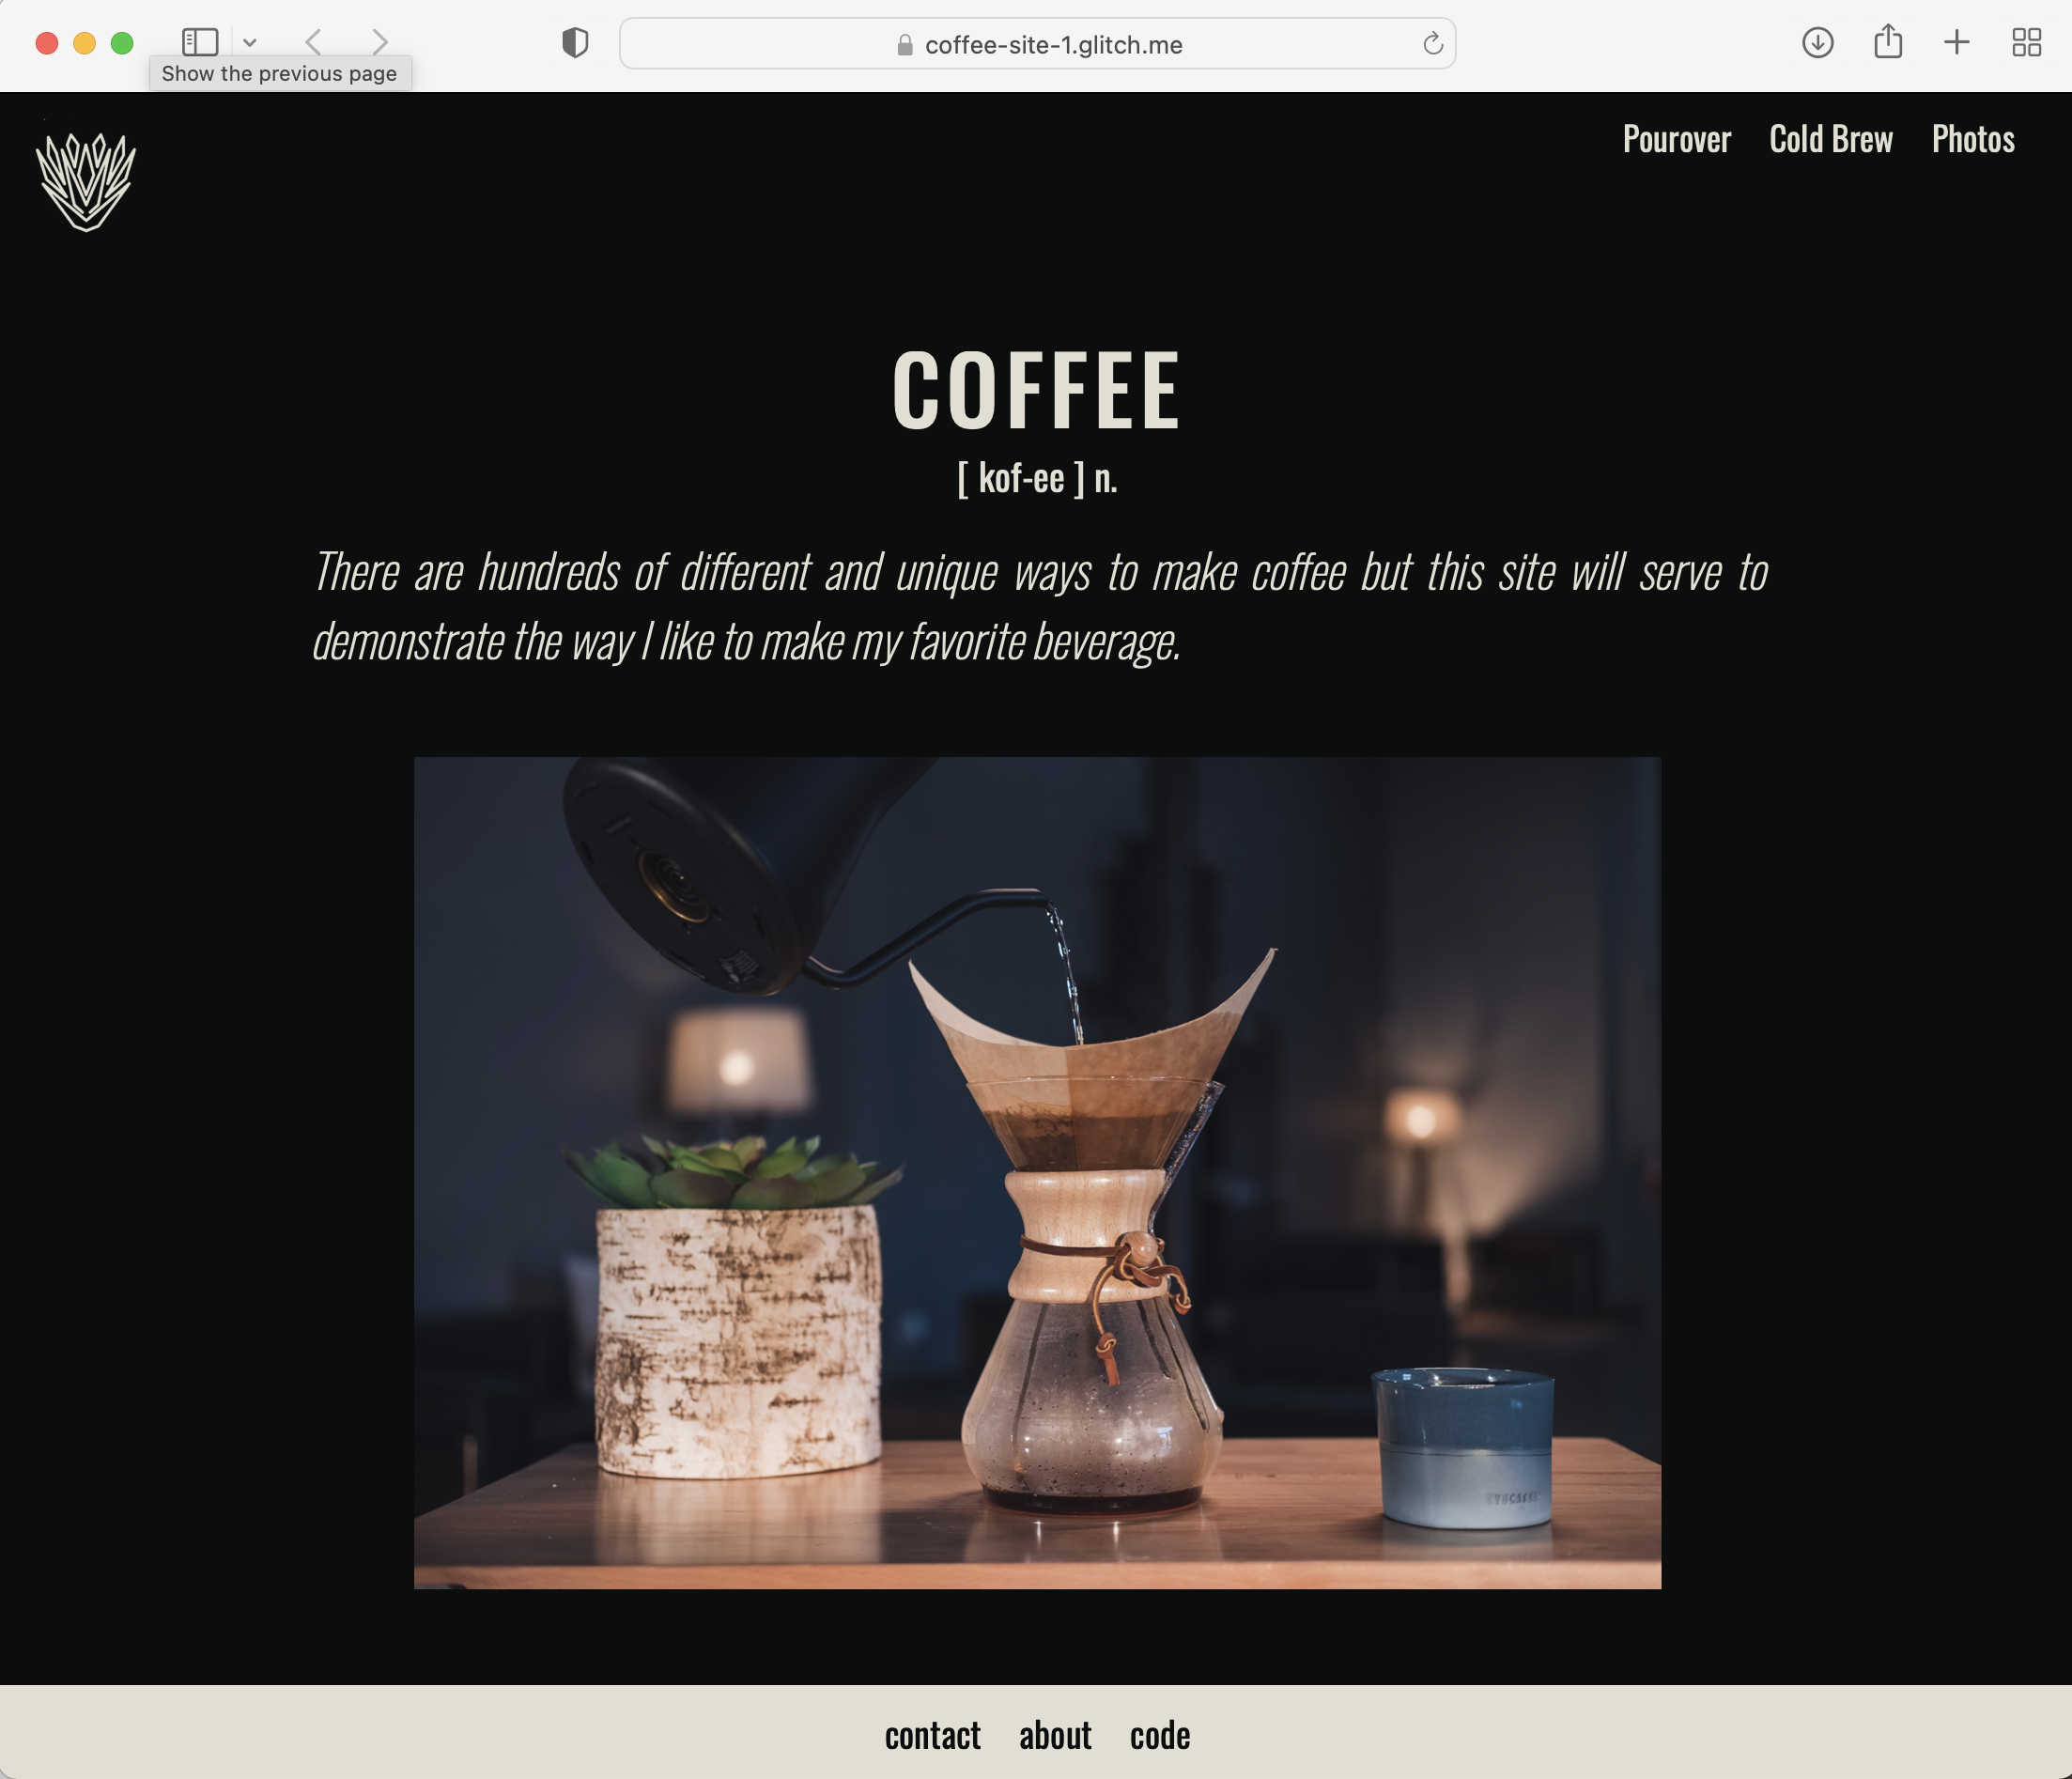 coffee-site-1.glitch.me
Show the previous page
Pourover Cold Brew Photos
COFFEE
[ kof-ee ] n.
There are hundreds of different and unique ways to make coffee but this site will serve to
demonstrate the way I like to make my favorite beverage.
contact about code